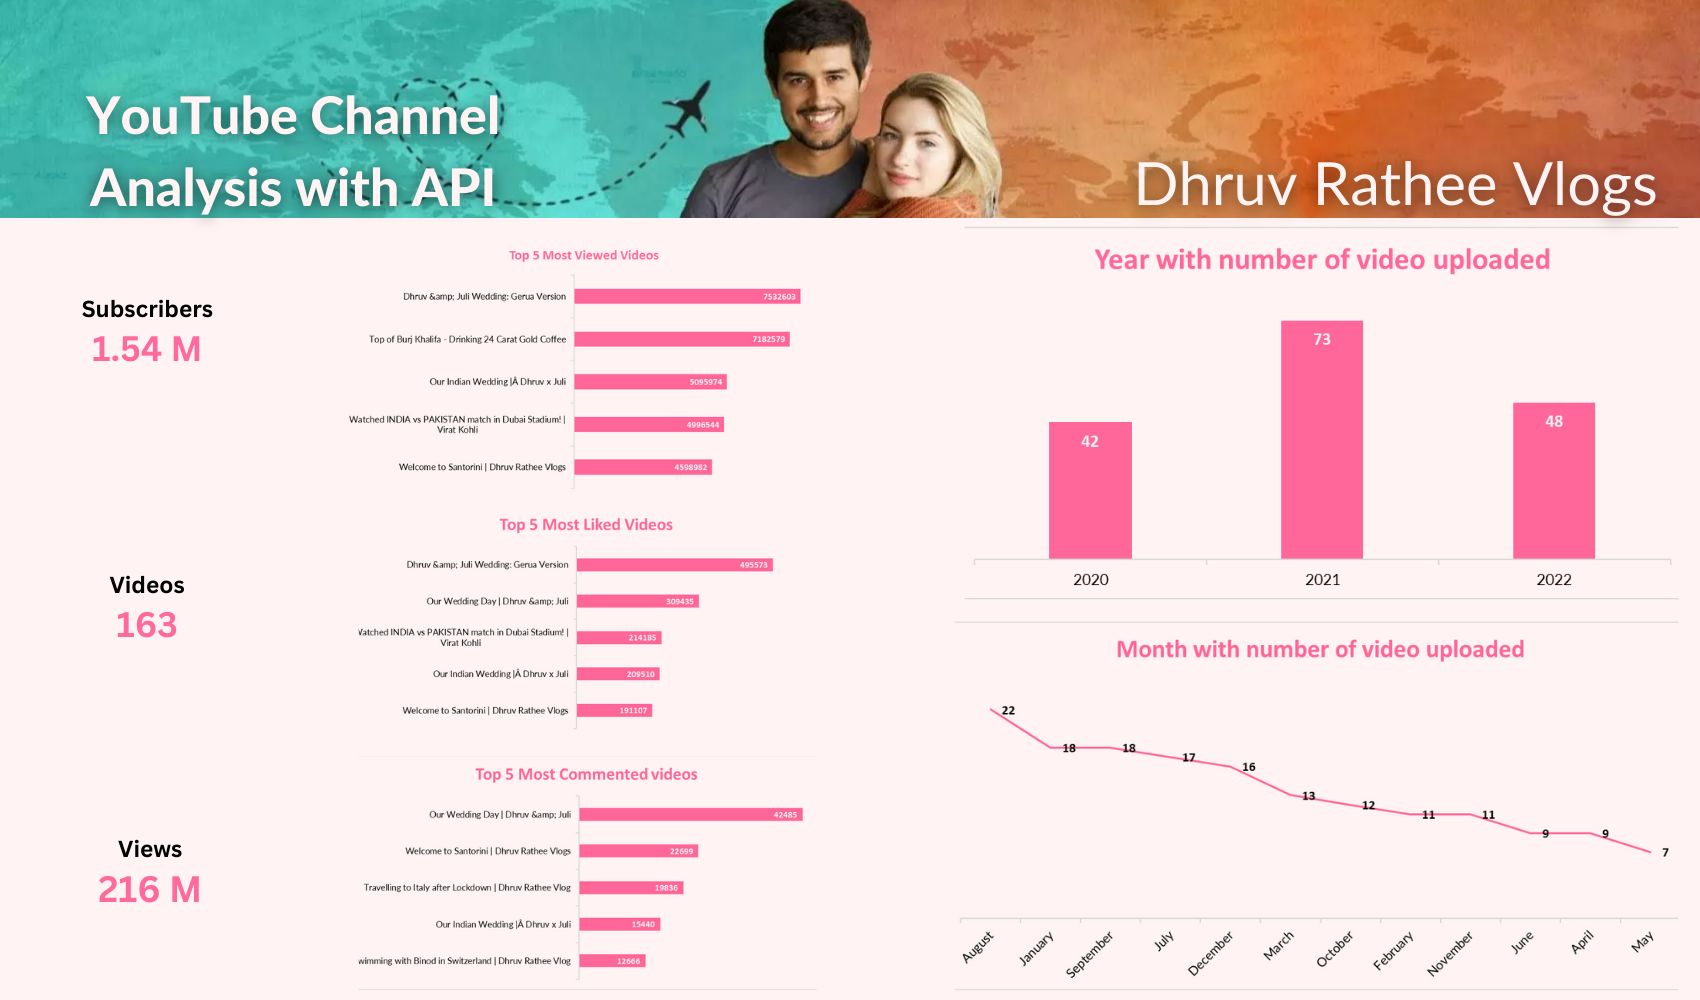 YouTube Channel
Analysis with API
Dhruv Rathee Vlogs
Subscribers
1.54 M
Videos
163
Views
216 M
Top 5 Most Viewed Videos
Dhruv &amp; Juli Wedding: Gerua Version 7532603
Top of Burj Khalifa - Drinking 24 Carat Gold Coffee 7182579
Our Indian Wedding |Â Dhruv x Juli 5095974
Watched INDIA vs PAKISTAN match in Dubai Stadium! |
Virat Kohli 4996544
Welcome to Santorini | Dhruv Rathee Vlogs 4598982
Top 5 Most Liked Videos
Dhruv &amp; Juli Wedding: Gerua Version 495573
Our Wedding Day | Dhruv &amp; Juli 309435
Watched INDIA vs PAKISTAN match in Dubai Stadium! |
Virat Kohli 214185
Our Indian Wedding |Â Dhruv x Juli 209510
Welcome to Santorini | Dhruv Rathee Vlogs 191107
Top 5 Most Commented videos
Our Wedding Day | Dhruv &amp; Juli 42485
Welcome to Santorini | Dhruv Rathee Vlogs 22699
Travelling to Italy after Lockdown | Dhruv Rathee Vlog 19836
Our Indian Wedding |Â Dhruv x Juli 15440
wimming with Binod in Switzerland | Dhruv Rathee Vlog 12666
Year with number of video uploaded
42
73
48
2020
2021
2022
Month with number of video uploaded
22
18
18
17
16
13
12
11
11
9
9
7
August
January
September
July
December
March
October
February
November
June
April
May